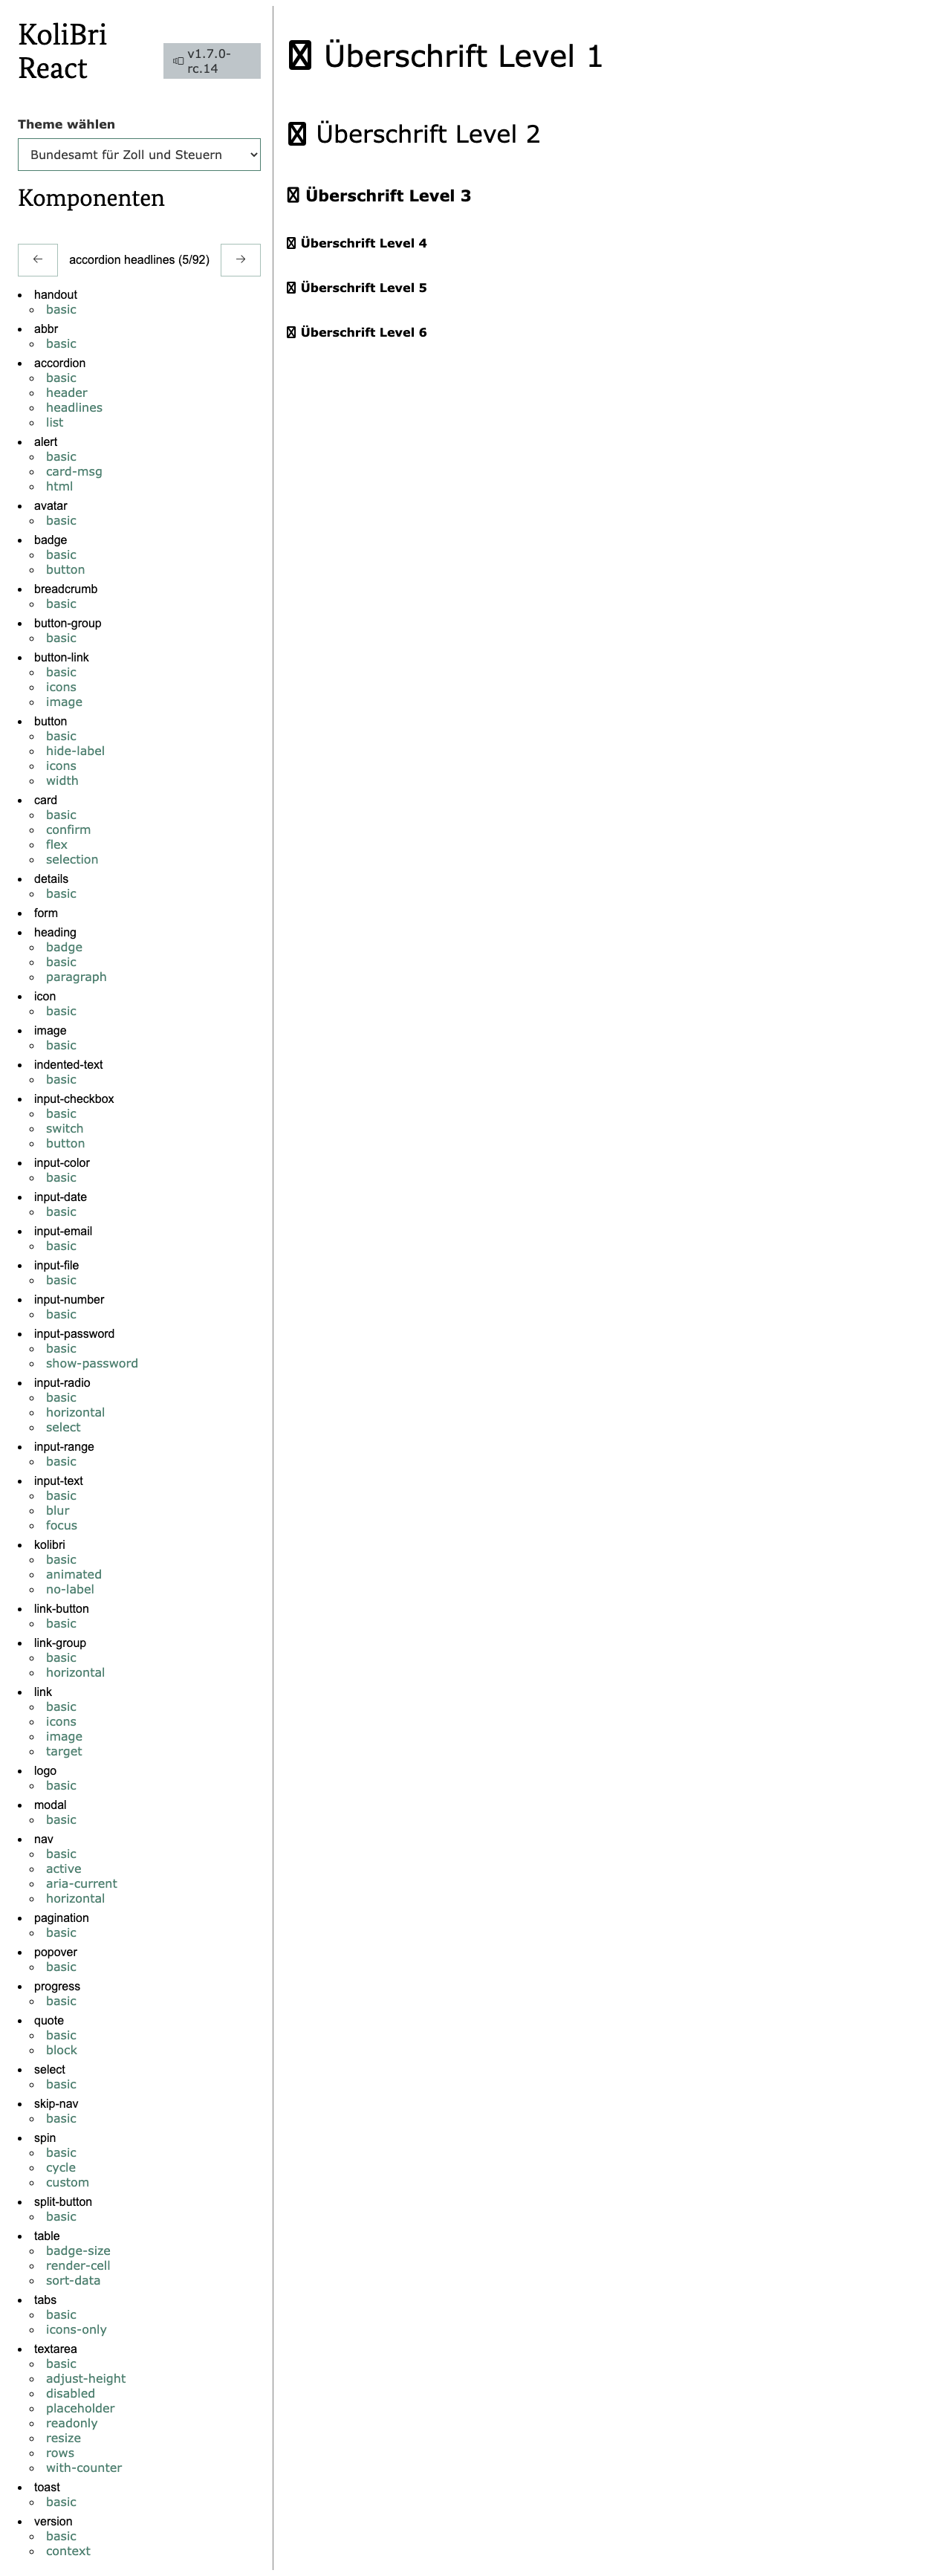 KoliBri
React
v1.7.0-
rc.14
Theme wählen
Bundesamt für Zoll und Steuern
Komponenten
← accordion headlines (5/92) →
handout
basic
abbr
basic
accordion
basic
header
headlines
list
alert
basic
card-msg
html
avatar
basic
badge
basic
button
breadcrumb
basic
button-group
basic
button-link
basic
icons
image
button
basic
hide-label
icons
width
card
basic
confirm
flex
selection
details
basic
form
heading
badge
basic
paragraph
icon
basic
image
basic
indented-text
basic
input-checkbox
basic
switch
button
input-color
basic
input-date
basic
input-email
basic
input-file
basic
input-number
basic
input-password
basic
show-password
input-radio
basic
horizontal
select
input-range
basic
input-text
basic
blur
focus
kolibri
basic
animated
no-label
link-button
basic
link-group
basic
horizontal
link
basic
icons
image
target
logo
basic
modal
basic
nav
basic
active
aria-current
horizontal
pagination
basic
popover
basic
progress
basic
quote
basic
block
select
basic
skip-nav
basic
spin
basic
cycle
custom
split-button
basic
table
badge-size
render-cell
sort-data
tabs
basic
icons-only
textarea
basic
adjust-height
disabled
placeholder
readonly
resize
rows
with-counter
toast
basic
version
basic
context
Überschrift Level 1
Überschrift Level 2
Überschrift Level 3
Überschrift Level 4
Überschrift Level 5
Überschrift Level 6